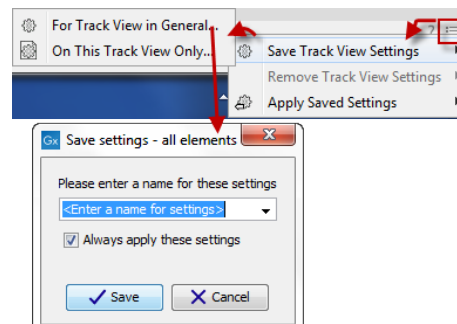 For Track View in General...
On This Track View Only...
?
Save Track View Settings
Remove Track View Settings
Apply Saved Settings
Gx Save settings - all elements
Please enter a name for these settings
<Enter a name for settings>
Always apply these settings
Save
Cancel